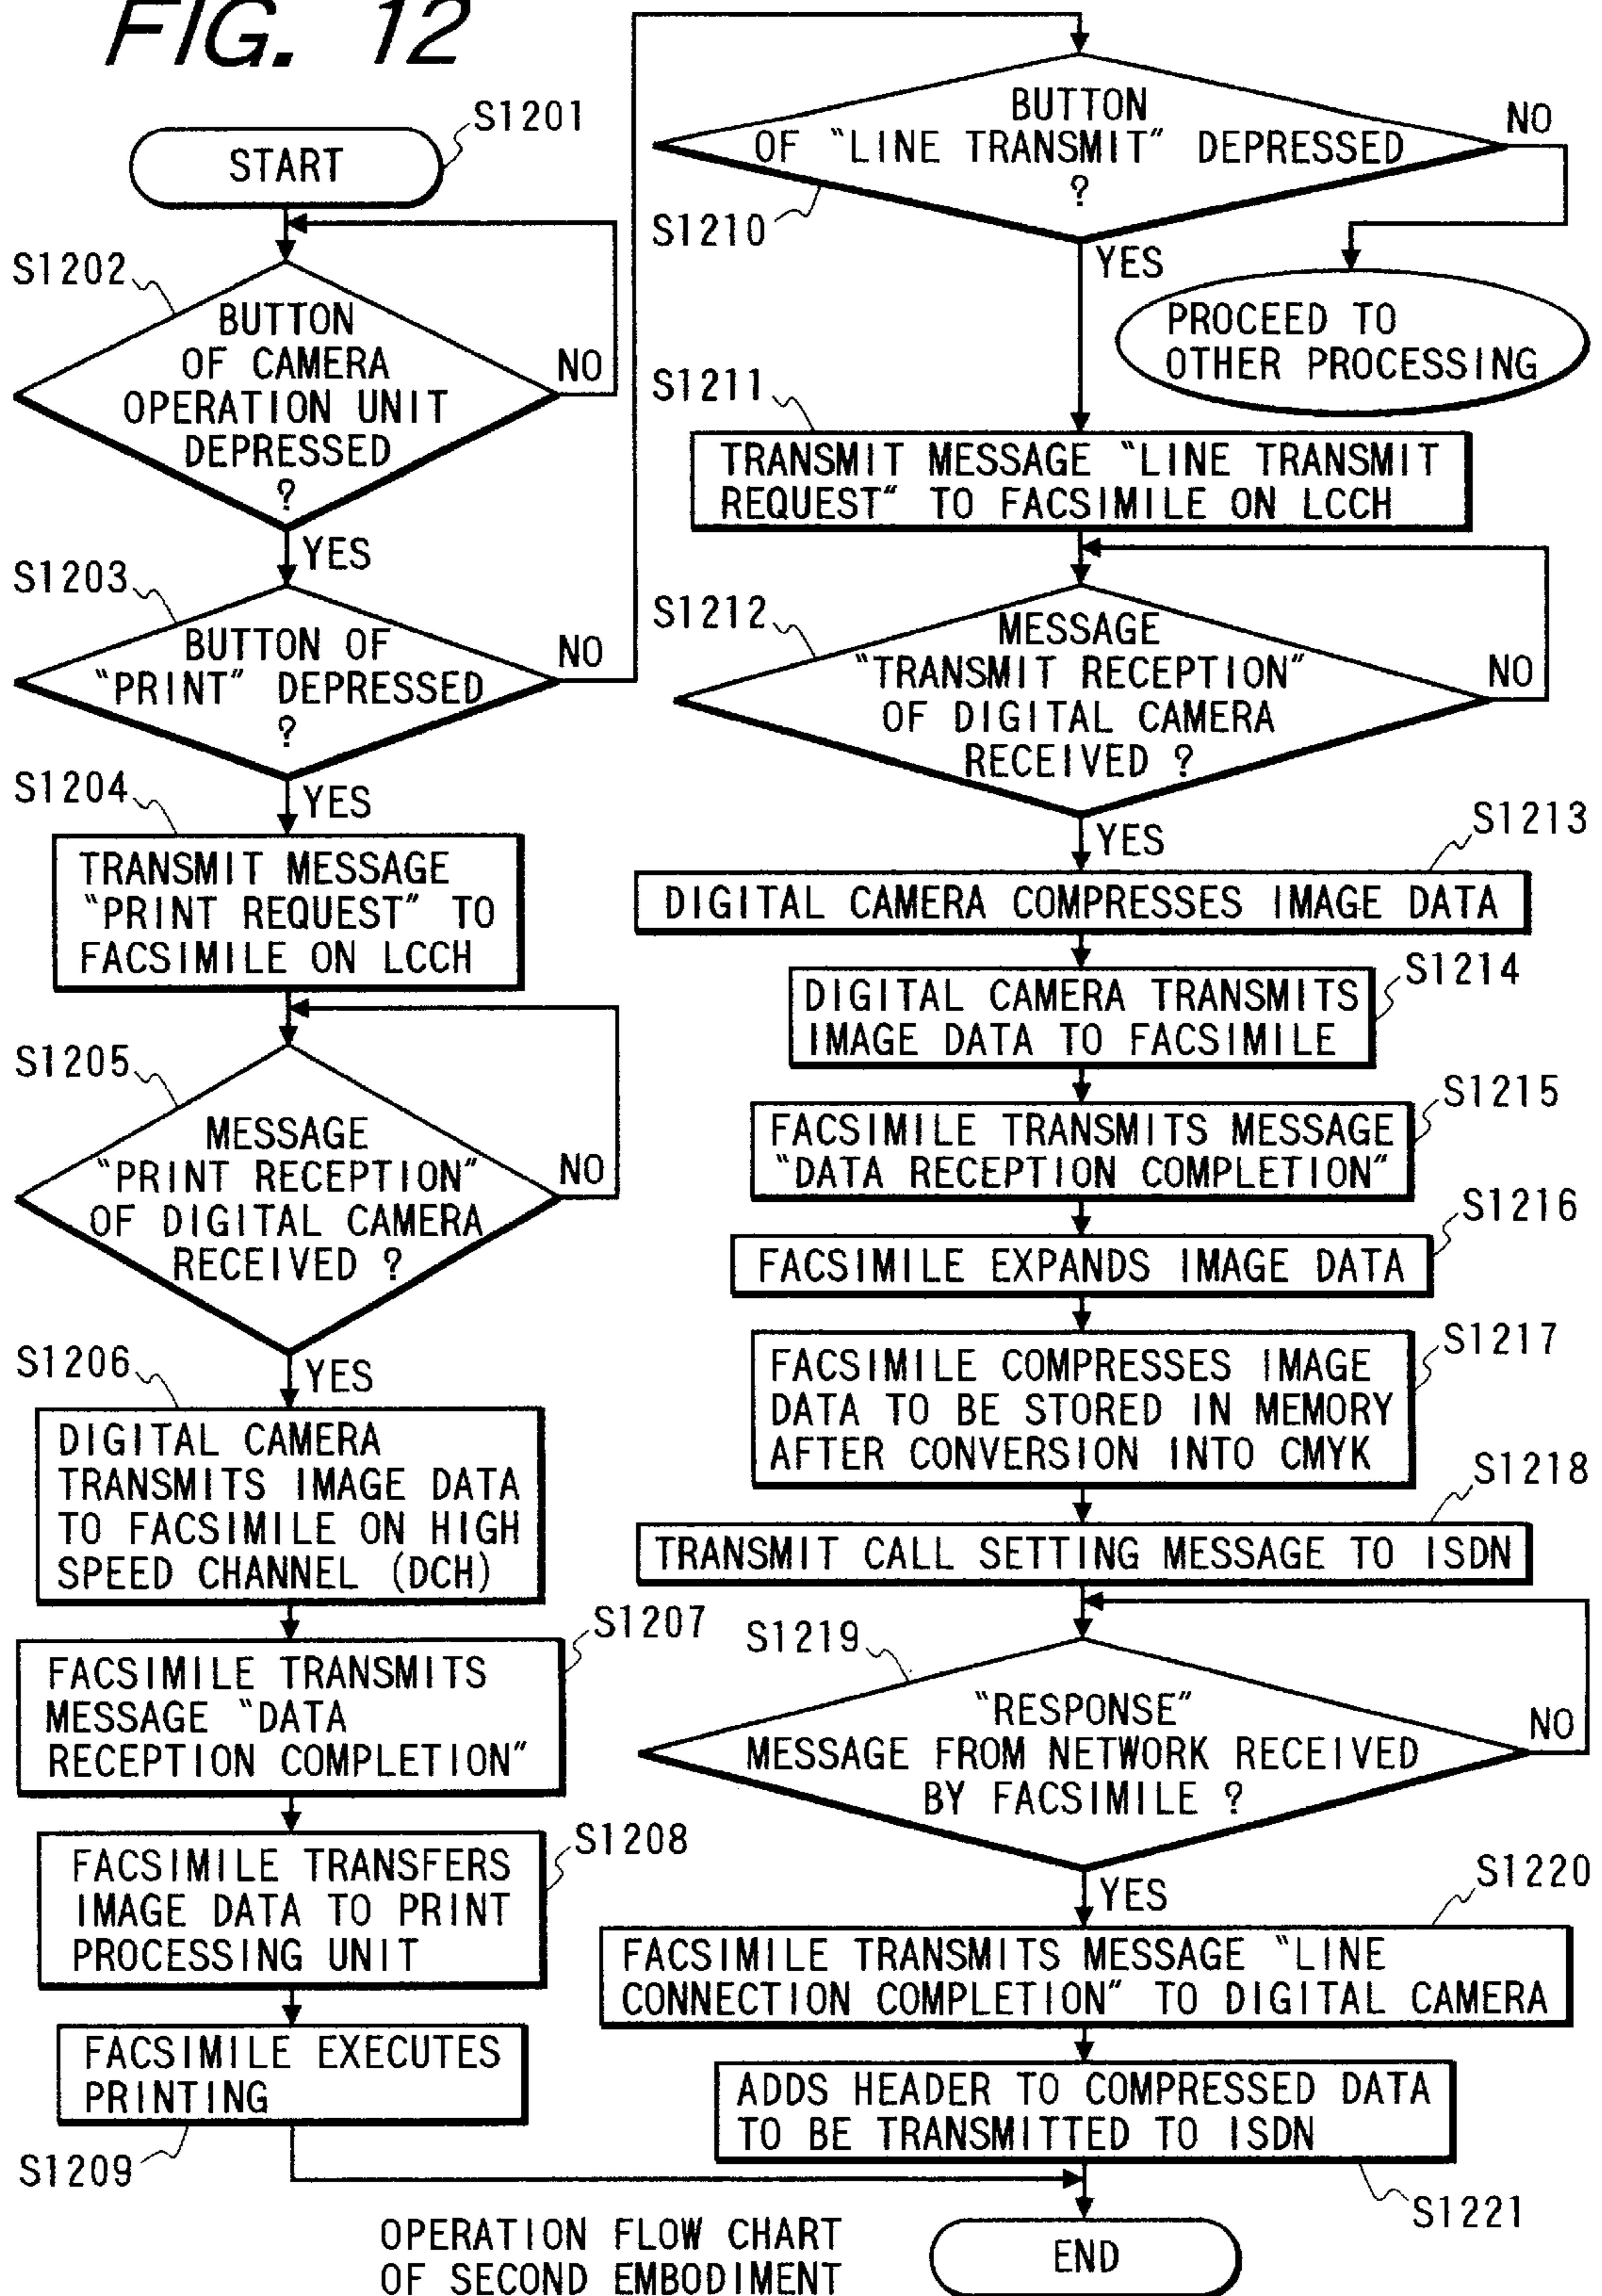 FIG. 12
S1201
START
S1202
BUTTON
OF CAMERA
OPERATION UNIT
DEPRESSED
?
NO
YES
S1203
BUTTON OF
"PRINT" DEPRESSED
?
NO
YES
S1204
TRANSMIT MESSAGE
"PRINT REQUEST" TO
FACSIMILE ON LCCH
S1205
MESSAGE
"PRINT RECEPTION"
OF DIGITAL CAMERA
RECEIVED ?
NO
YES
S1206
DIGITAL CAMERA
TRANSMITS IMAGE DATA
TO FACSIMILE ON HIGH
SPEED CHANNEL (DCH)
S1207
FACSIMILE TRANSMITS
MESSAGE "DATA
RECEPTION COMPLETION"
S1208
FACSIMILE TRANSFERS
IMAGE DATA TO PRINT
PROCESSING UNIT
FACSIMILE EXECUTES
PRINTING
S1209
BUTTON
OF "LINE TRANSMIT" DEPRESSED
?
NO
S1210
YES
PROCEED TO
OTHER PROCESSING
S1211
TRANSMIT MESSAGE "LINE TRANSMIT
REQUEST" TO FACSIMILE ON LCCH
S1212
MESSAGE
"TRANSMIT RECEPTION"
OF DIGITAL CAMERA
RECEIVED ?
NO
YES
S1213
DIGITAL CAMERA COMPRESSES IMAGE DATA
S1214
DIGITAL CAMERA TRANSMITS
IMAGE DATA TO FACSIMILE
S1215
FACSIMILE TRANSMITS MESSAGE
"DATA RECEPTION COMPLETION"
S1216
FACSIMILE EXPANDS IMAGE DATA
S1217
FACSIMILE COMPRESSES IMAGE
DATA TO BE STORED IN MEMORY
AFTER CONVERSION INTO CMYK
S1218
TRANSMIT CALL SETTING MESSAGE TO ISDN
S1219
"RESPONSE"
MESSAGE FROM NETWORK RECEIVED
BY FACSIMILE ?
NO
YES
S1220
FACSIMILE TRANSMITS MESSAGE "LINE
CONNECTION COMPLETION" TO DIGITAL CAMERA
ADDS HEADER TO COMPRESSED DATA
TO BE TRANSMITTED TO ISDN
S1221
END
OPERATION FLOW CHART
OF SECOND EMBODIMENT